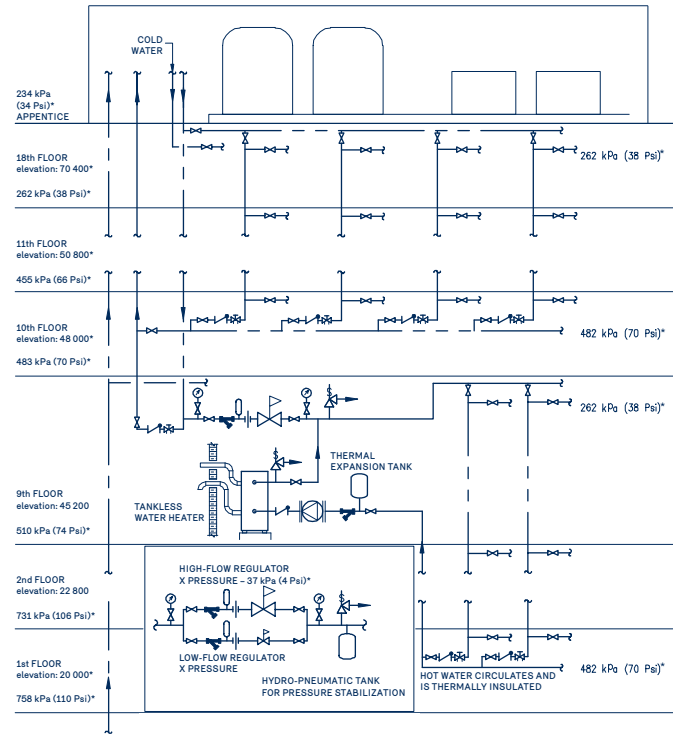 COLD
WATER
234 kPa
(34 Psi)*
APPENTICE
18th FLOOR
elevation: 70 400*
262 kPa (38 Psi)*
262 kPa (38 Psi)*
11th FLOOR
elevation: 50 800*
455 kPa (66 Psi)*
10th FLOOR
elevation: 48 000*
483 kPa (70 Psi)*
482 kPa (70 Psi)*
262 kPa (38 Psi)*
THERMAL
EXPANSION TANK
TANKLESS
WATER HEATER
9th FLOOR
elevation: 45 200
510 kPa (74 Psi)*
HIGH-FLOW REGULATOR
X PRESSURE – 37 kPa (4 Psi)*
2nd FLOOR
elevation: 22 800
731 kPa (106 Psi)*
LOW-FLOW REGULATOR
X PRESSURE
1st FLOOR
elevation: 20 000*
758 kPa (110 Psi)*
HYDRO-PNEUMATIC TANK
FOR PRESSURE STABILIZATION
482 kPa (70 Psi)*
HOT WATER CIRCULATES AND
IS THERMALLY INSULATED